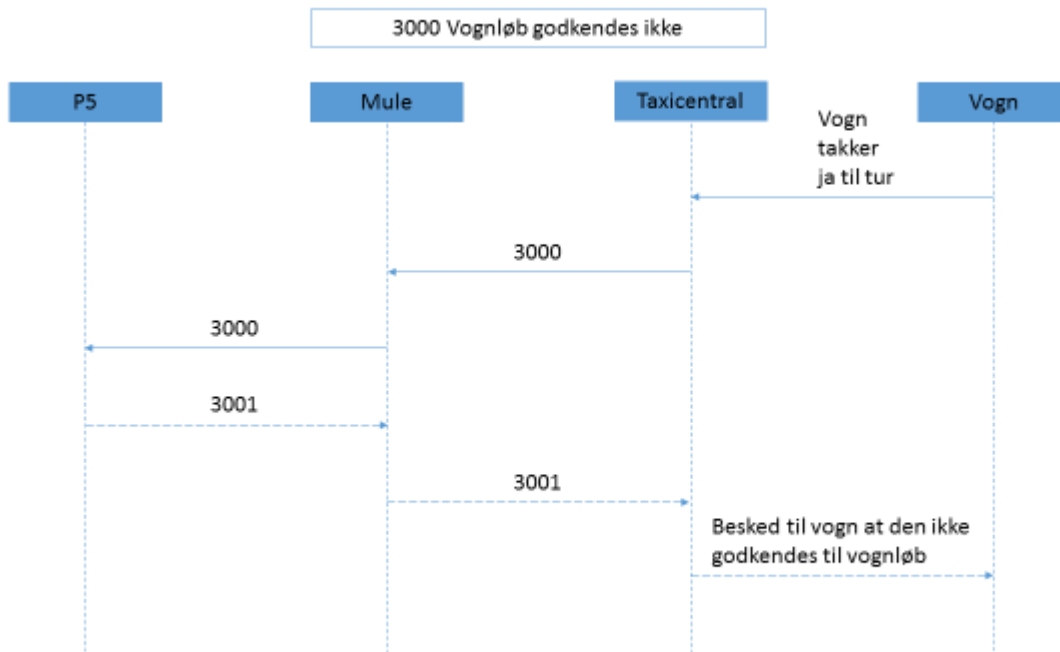 3000 Vognløb godkendes ikke
P5
Mule
Taxicentral
Vogn
Vogn
takker
ja til tur
3000
3000
3001
3001
Besked til vogn at den ikke
godkendes til vognløb